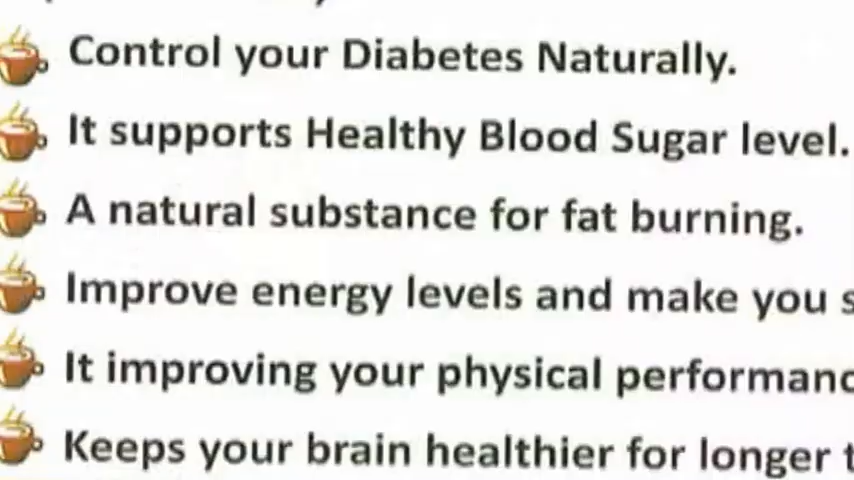 Control your Diabetes Naturally.
It supports Healthy Blood Sugar level.
A natural substance for fat burning.
Improve energy levels and make you
It improving your physical
Keeps your brain healthier for longer